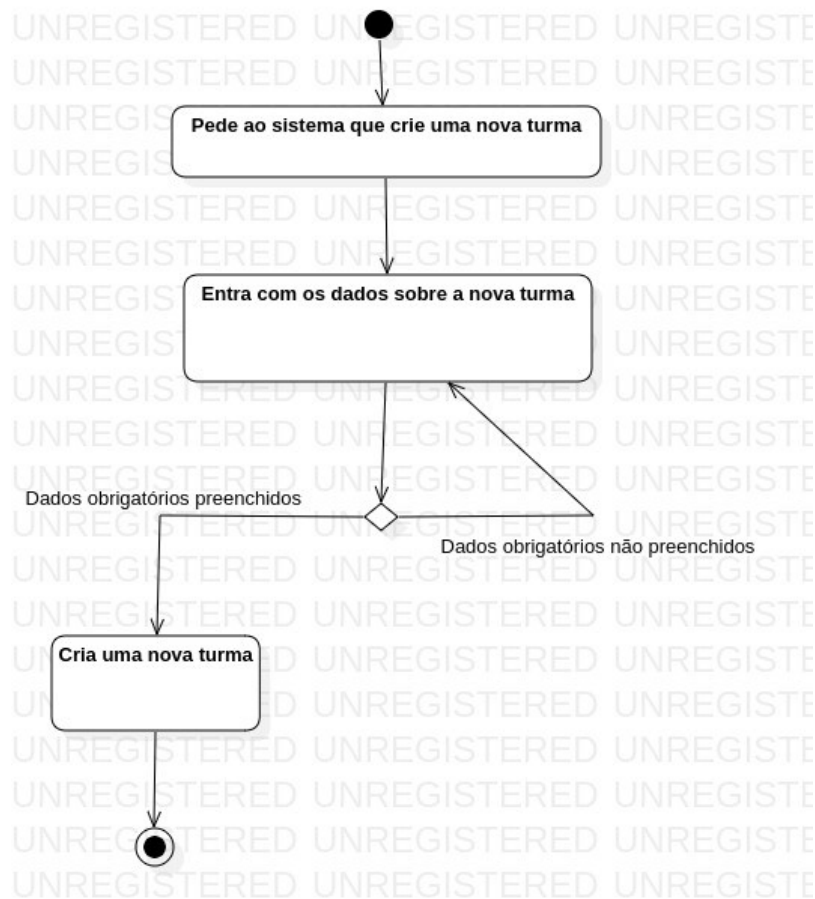 Pede ao sistema que crie uma nova turma
Entra com os dados sobre a nova turma
Dados obrigatórios preenchidos
Dados obrigatórios não preenchidos
Cria uma nova turma
UNREGISTERED